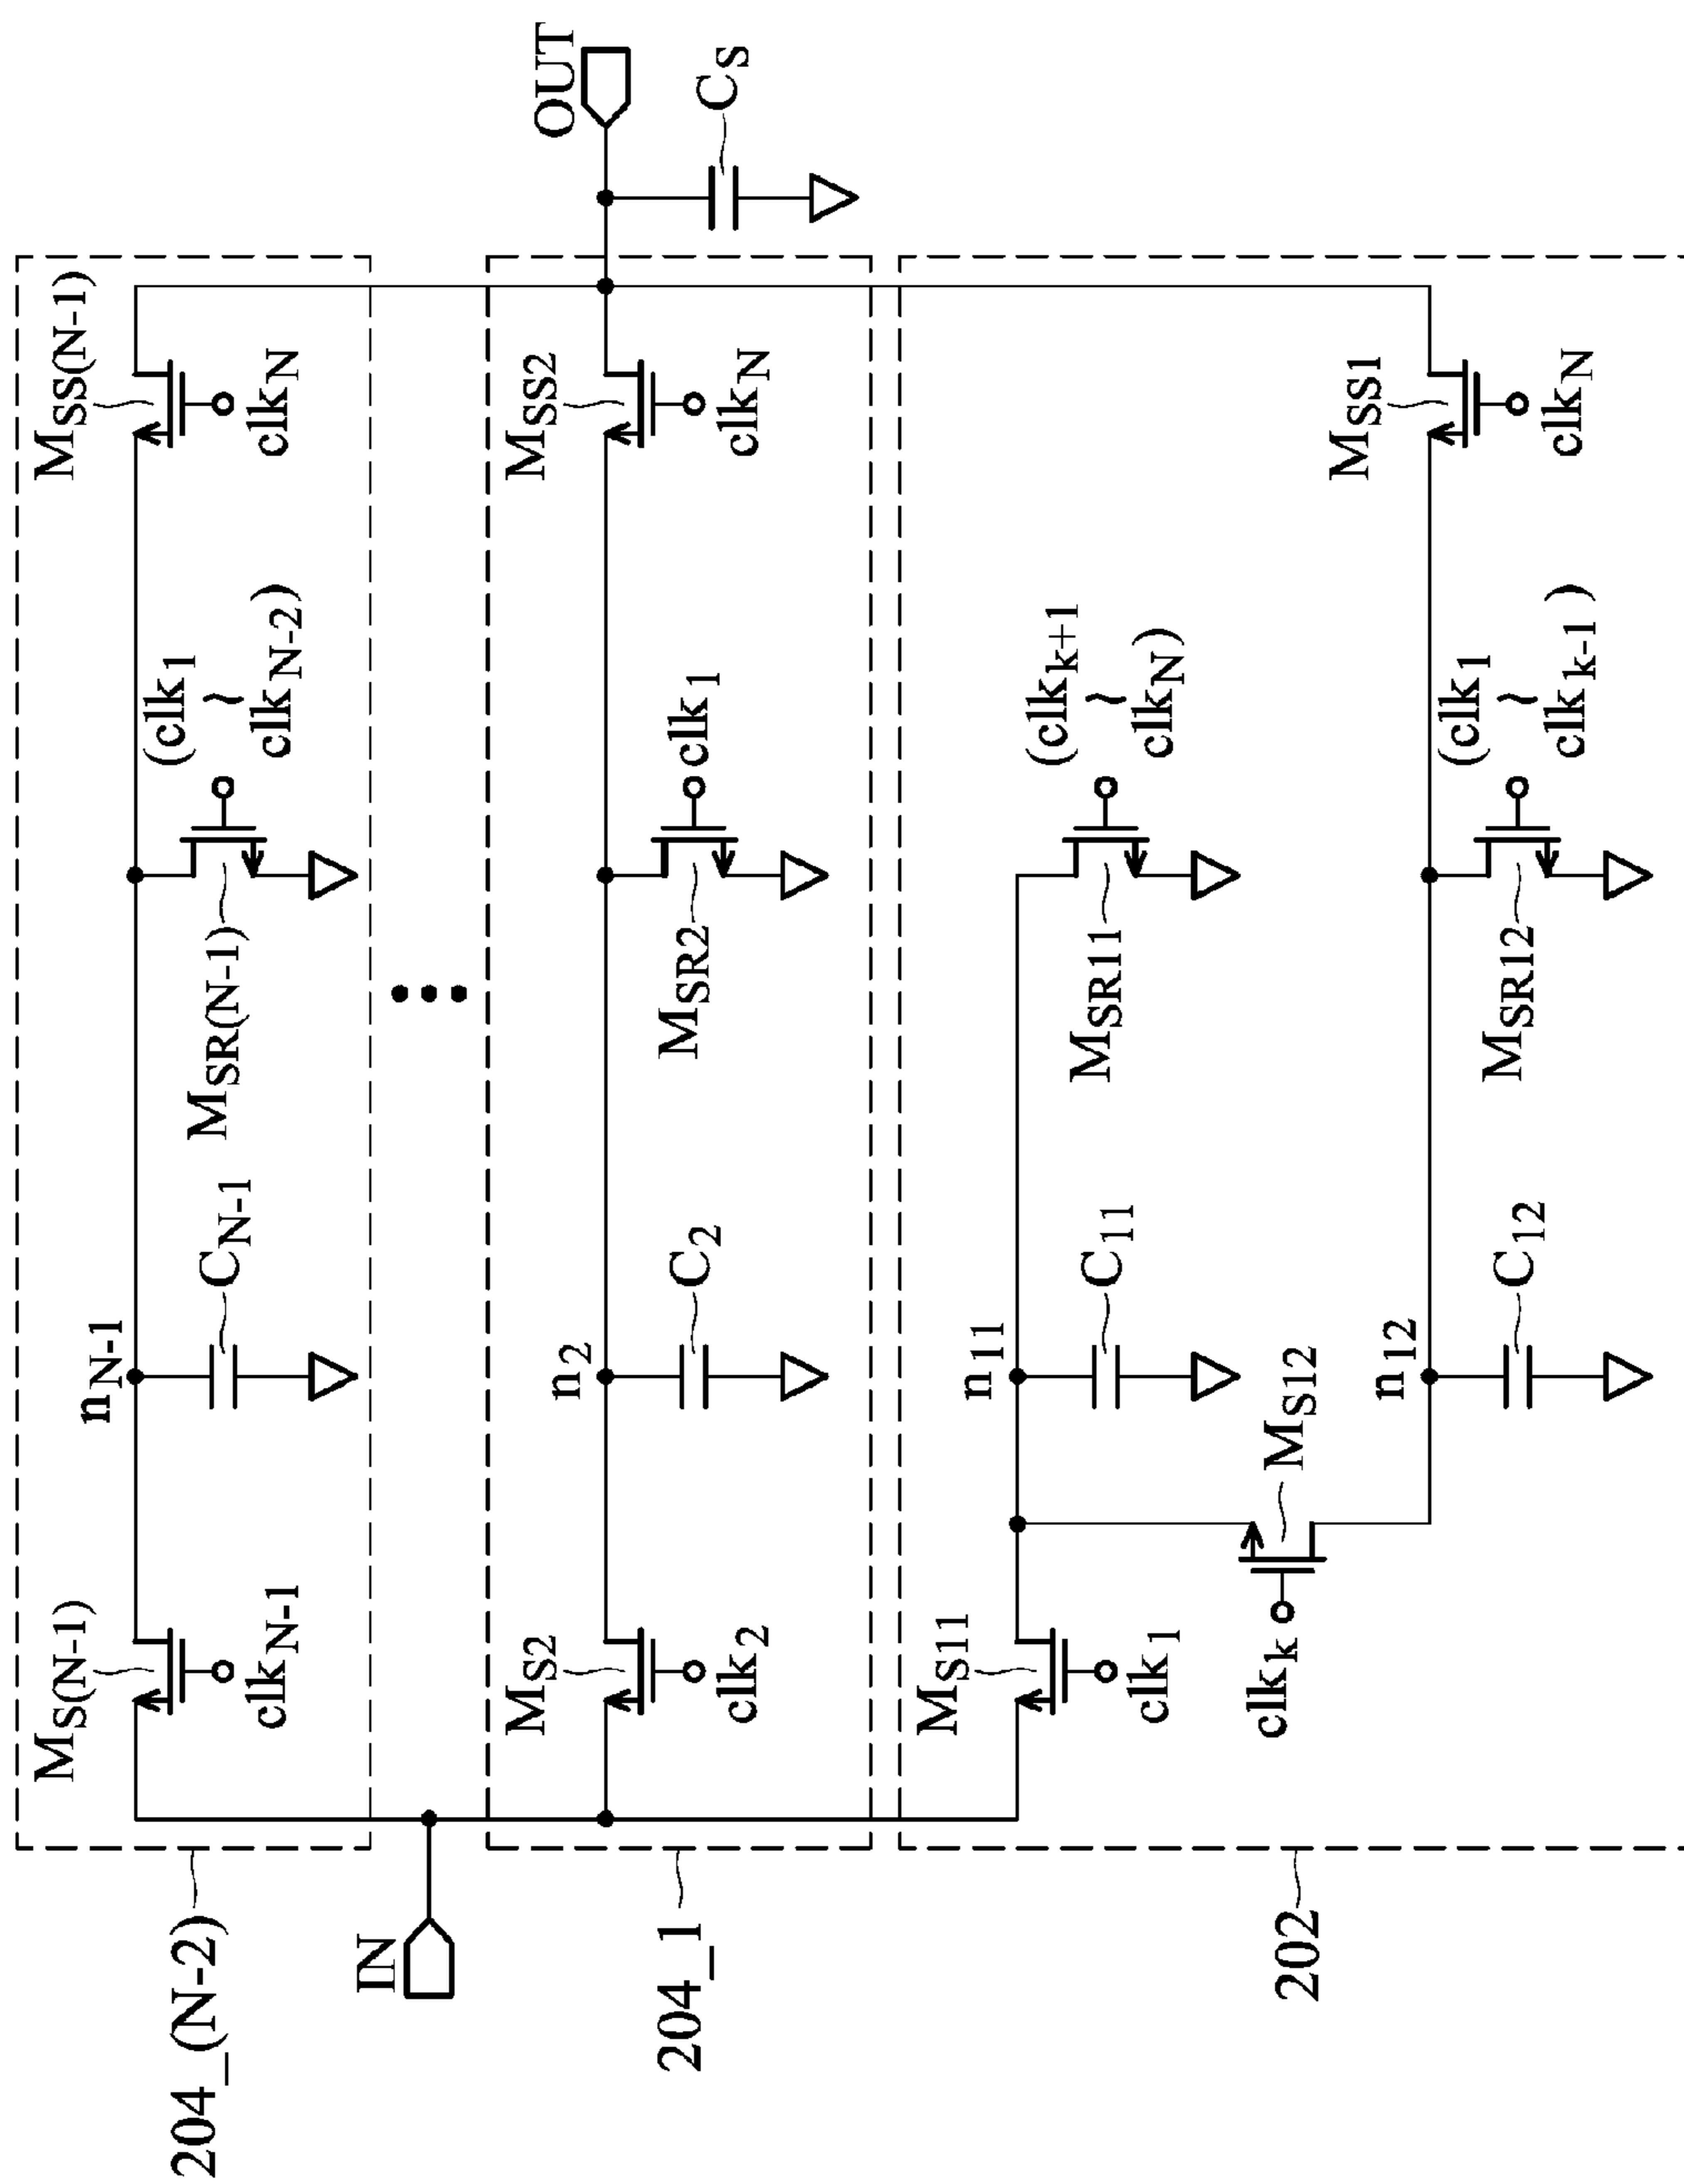 204_(N-2)
M_S(N-1)
clk_N-1
n_N-1
C_N-1
M_SR(N-1)
(clk_1
~
clk_N-2)
M_SS(N-1)
clk_N
IN
204_1
M_S2
clk_2
n_2
C_2
M_SR2
clk_1
M_SS2
clk_N
OUT
C_S
202
M_S11
clk_1
clk_k
M_S12
n_11
C_11
M_SR11
(clk_k+1
~
clk_N)
n_12
C_12
M_SR12
(clk_1
~
clk_k-1)
M_SS1
clk_N